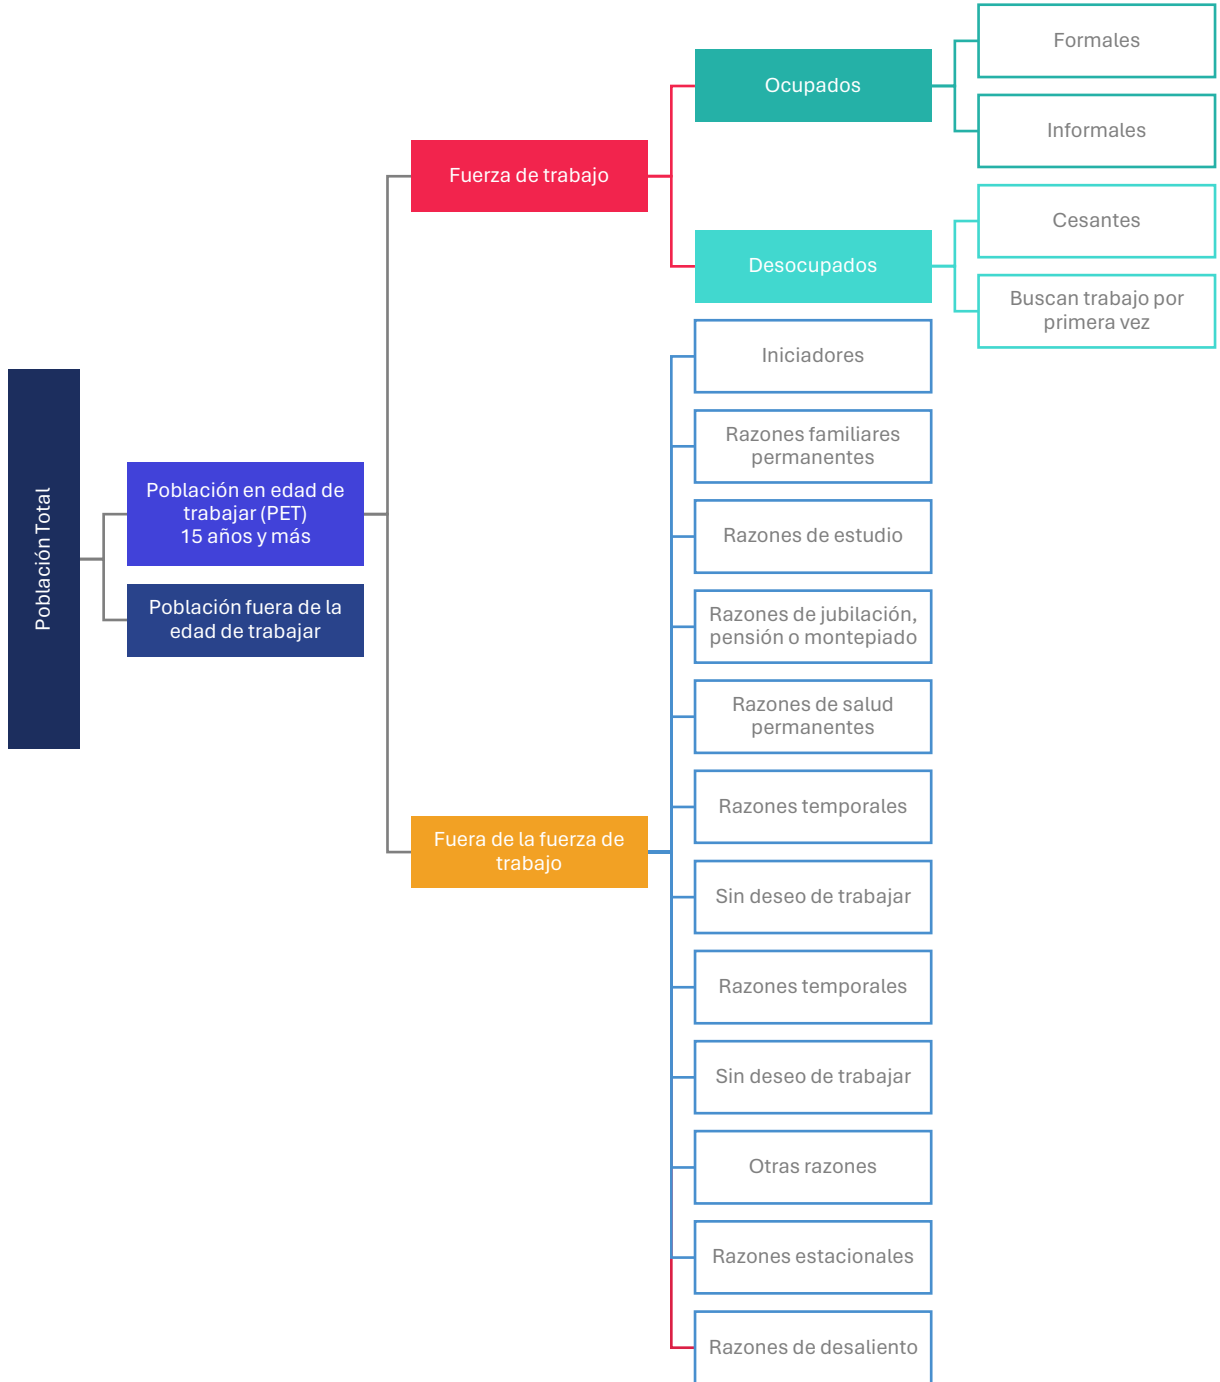 Población Total
Población en edad de
trabajar (PET)
15 años y más
Población fuera de la
edad de trabajar
Fuerza de trabajo
Ocupados
Formales
Informales
Desocupados
Cesantes
Buscan trabajo por
primera vez
Fuera de la fuerza de
trabajo
Iniciadores
Razones familiares
permanentes
Razones de estudio
Razones de jubilación,
pensión o montepiado
Razones de salud
permanentes
Razones temporales
Sin deseo de trabajar
Razones temporales
Sin deseo de trabajar
Otras razones
Razones estacionales
Razones de desaliento